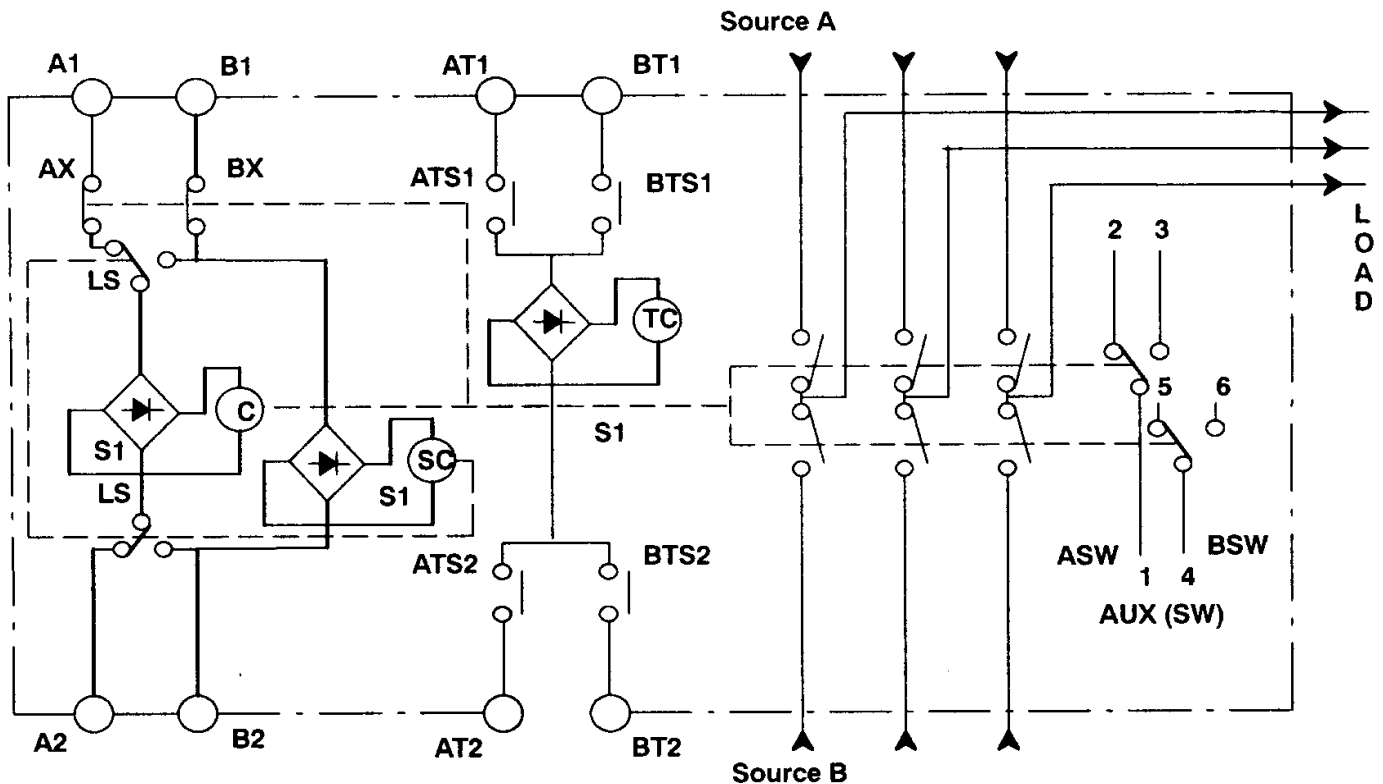 Source A
A1
B1
AT1
BT1
AX
BX
ATS1
BTS1
LOAD
2
3
LS
TC
C
S1
5
6
S1
SC
LS
S1
ATS2
BTS2
ASW
BSW
1
4
AUX (SW)
A2
B2
AT2
BT2
Source B